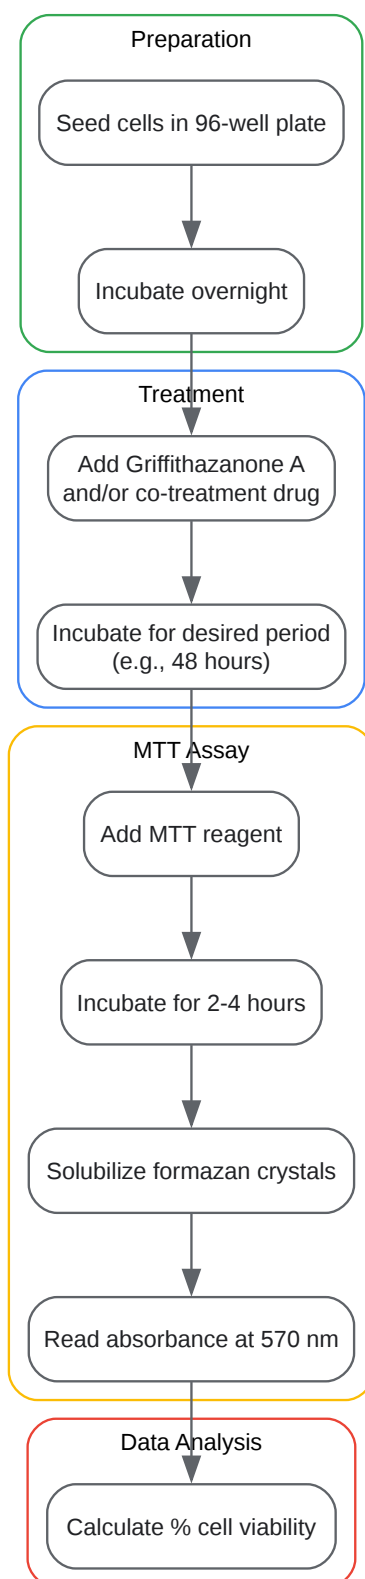 Preparation
Seed cells in 96-well plate
Incubate overnight
Treatment
Add Griffithazanone A
and/or co-treatment drug
Incubate for desired period
(e.g., 48 hours)
MTT Assay
Add MTT reagent
Incubate for 2-4 hours
Solubilize formazan crystals
Read absorbance at 570 nm
Data Analysis
Calculate % cell viability